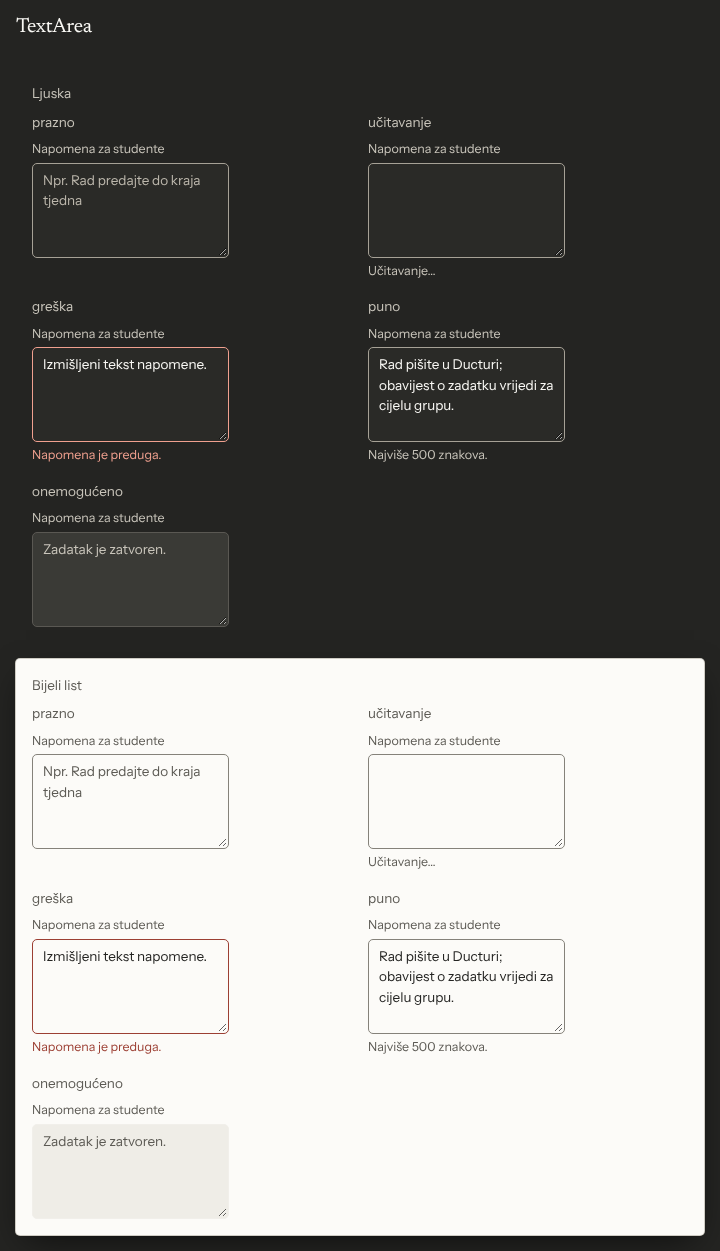 TextArea
Ljuska
prazno
učitavanje
Napomena za studente
Napomena za studente
Npr. Rad predajte do kraja
tjedna
Učitavanje…
greška
puno
Napomena za studente
Napomena za studente
Izmišljeni tekst napomene.
Rad pišite u Ducturi;
obavijest o zadatku vrijedi za
cijelu grupu.
Napomena je preduga.
Najviše 500 znakova.
onemogućeno
Napomena za studente
Zadatak je zatvoren.
Bijeli list
prazno
učitavanje
Napomena za studente
Napomena za studente
Npr. Rad predajte do kraja
tjedna
Učitavanje…
greška
puno
Napomena za studente
Napomena za studente
Izmišljeni tekst napomene.
Rad pišite u Ducturi;
obavijest o zadatku vrijedi za
cijelu grupu.
Napomena je preduga.
Najviše 500 znakova.
onemogućeno
Napomena za studente
Zadatak je zatvoren.